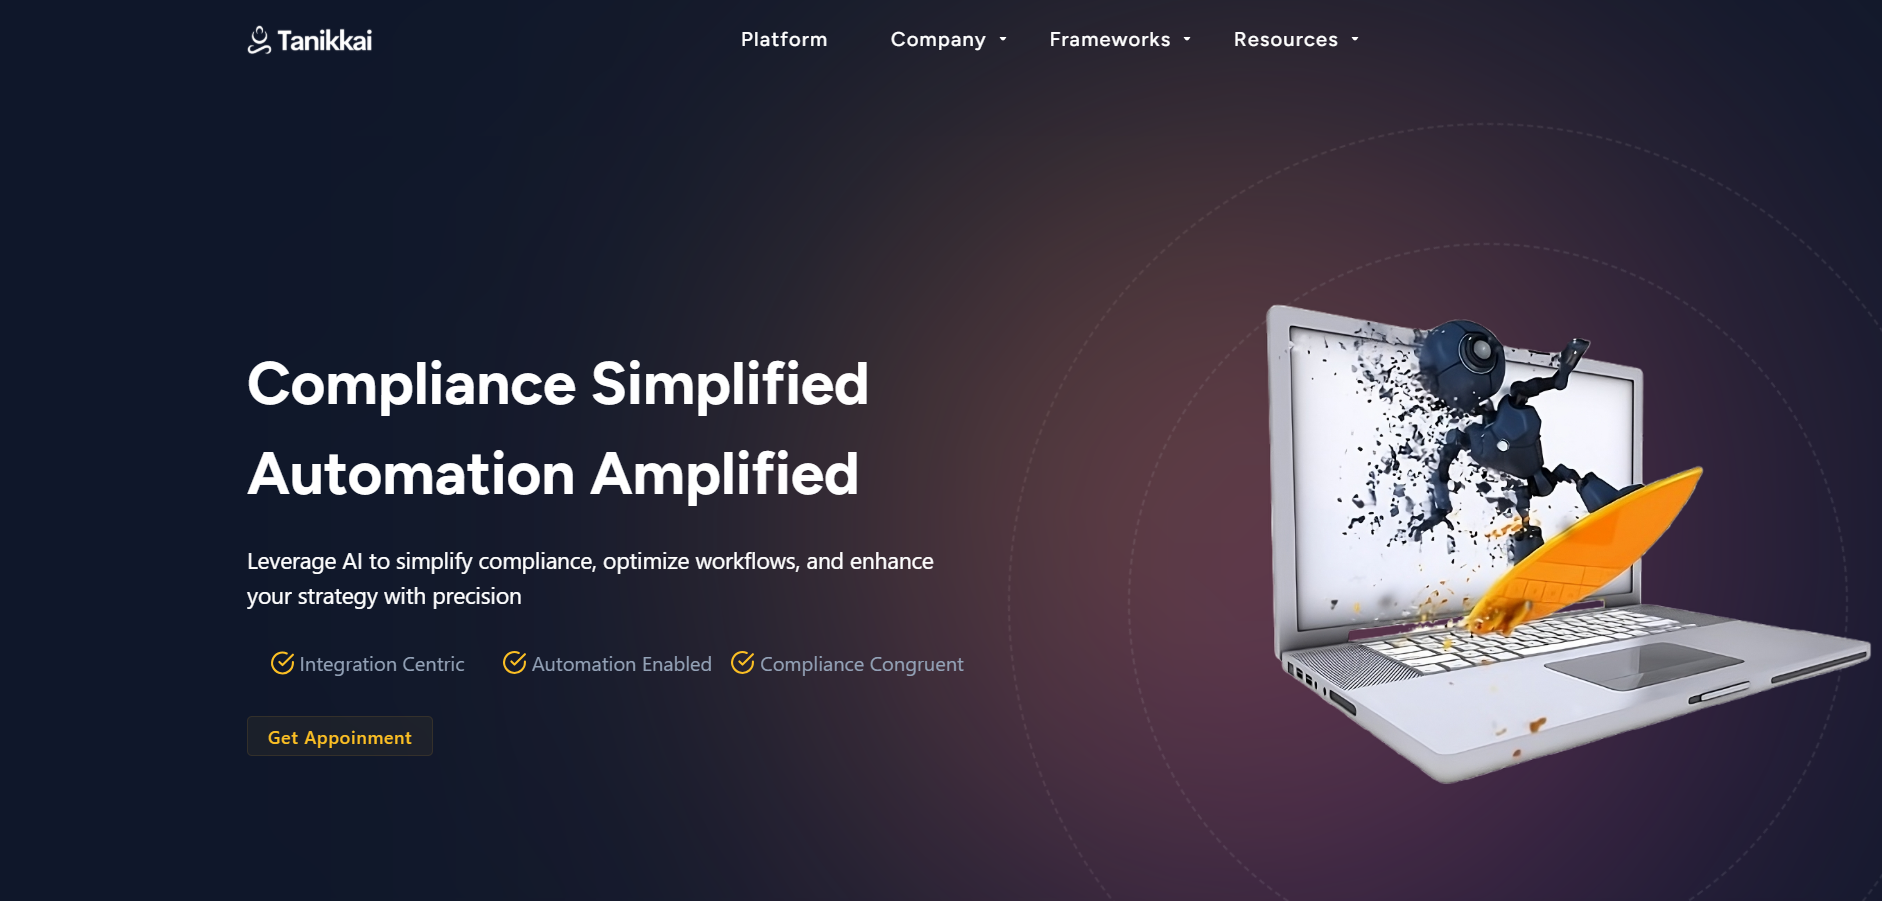 Tanikkai
Platform Company Frameworks Resources
Compliance Simplified
Automation Amplified
Leverage AI to simplify compliance, optimize workflows, and enhance
your strategy with precision
Integration Centric Automation Enabled Compliance Congruent
Get Appoinment